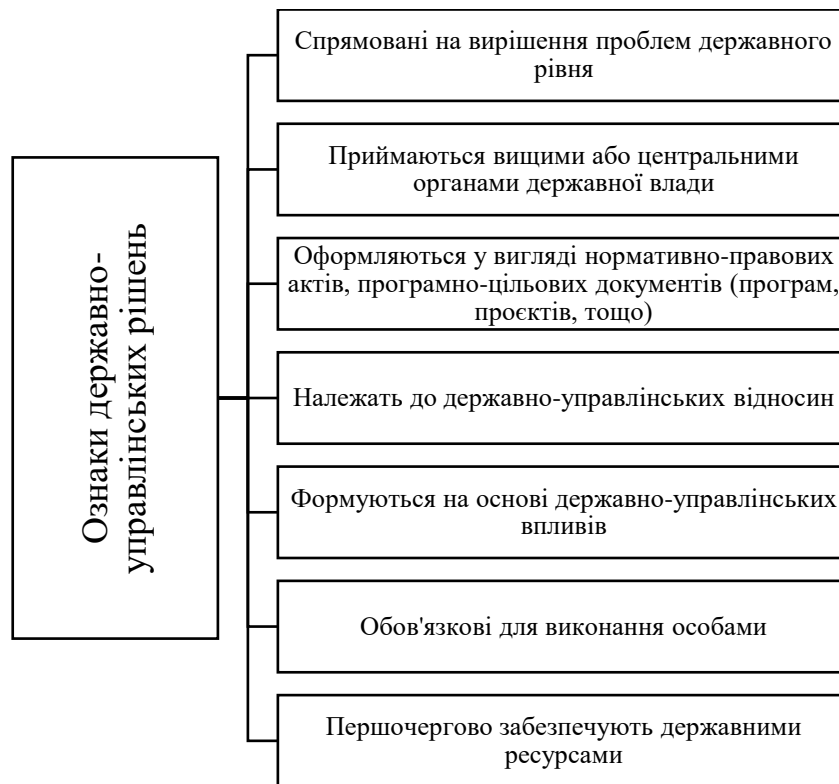 Ознаки державно-
управлінських рішень
Спрямовані на вирішення проблем державного
рівня
Приймаються вищими або центральними
органами державної влади
Оформляються у вигляді нормативно-правових
актів, програмно-цільових документів (програм,
проєктів, тощо)
Належать до державно-управлінських відносин
Формуються на основі державно-управлінських
впливів
Обов'язкові для виконання особами
Першочергово забезпечують державними
ресурсами